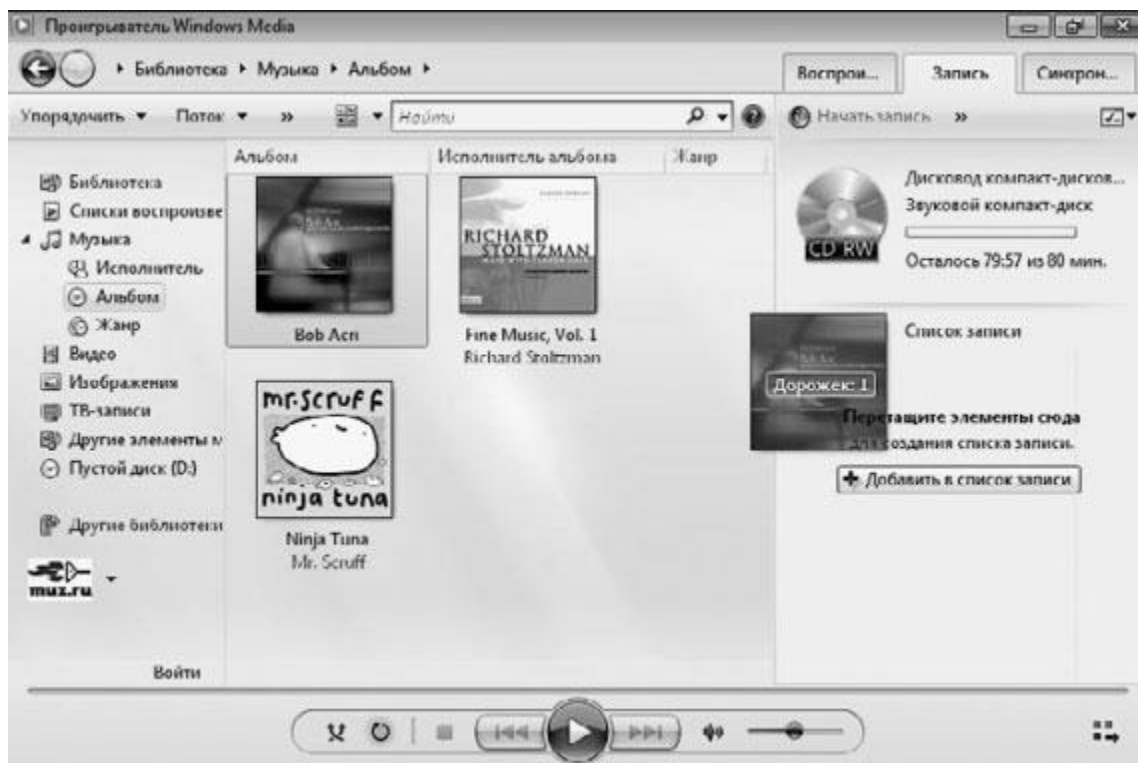 Проигрыватель Windows Media
Библиотека Музыка Альбом
Воспрои... Запись Синхрон...
Упорядочить Поток » Найти
Начать запись »
Альбом Исполнитель альбома Жанр
Библиотека
Списки воспроизве
Музыка
Исполнитель
Альбом
Жанр
Видео
Изображения
ТВ-записи
Другие элементы м
Пустой диск (D:)
Другие библиотеки
muz.ru
Войти
Bob Acri
RICHARD
STOLTZMAN
Fine Music, Vol. 1
Richard Stoltzman
mr.scruff
ninja tuna
Ninja Tuna
Mr. Scruff
CD RW
Дисковод компакт-дисков...
Звуковой компакт-диск
Осталось 79:57 из 80 мин.
Список записи
Дорожек: 1
Перетащите элементы сюда
для создания списка записи.
Добавить в список записи